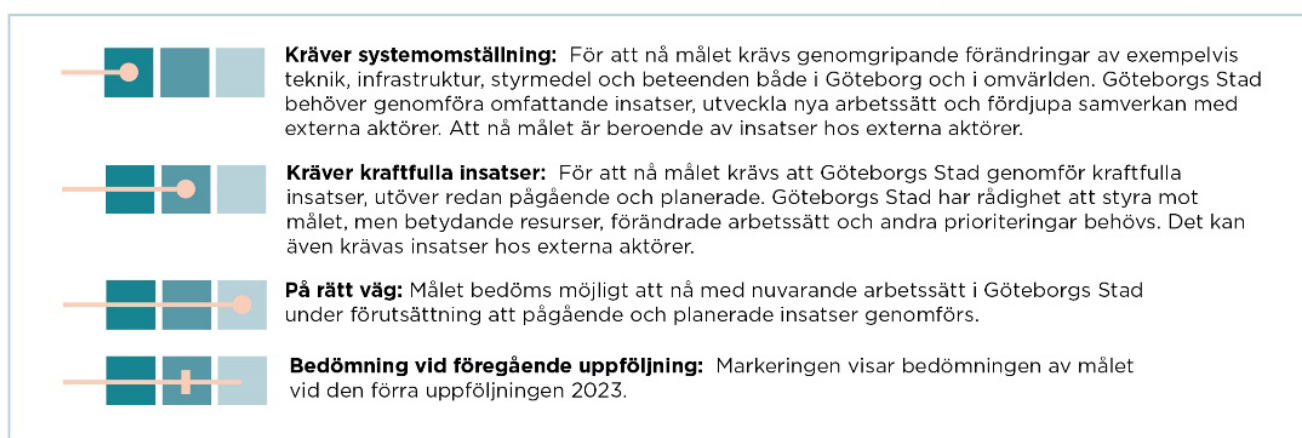 Kräver systemomställning: För att nå målet krävs genomgripande förändringar av exempelvis
teknik, infrastruktur, styrmedel och beteenden både i Göteborg och i omvärlden. Göteborgs Stad
behöver genomföra omfattande insatser, utveckla nya arbetssätt och fördjupa samverkan med
externa aktörer. Att nå målet är beroende av insatser hos externa aktörer.
Kräver kraftfulla insatser: För att nå målet krävs att Göteborgs Stad genomför kraftfulla
insatser, utöver redan pågående och planerade. Göteborgs Stad har rådighet att styra mot
målet, men betydande resurser, förändrade arbetssätt och andra prioriteringar behövs. Det kan
även krävas insatser hos externa aktörer.
På rätt väg: Målet bedöms möjligt att nå med nuvarande arbetssätt i Göteborgs Stad
under förutsättning att pågående och planerade insatser genomförs.
Bedömning vid föregående uppföljning: Markeringen visar bedömningen av målet
vid den förra uppföljningen 2023.